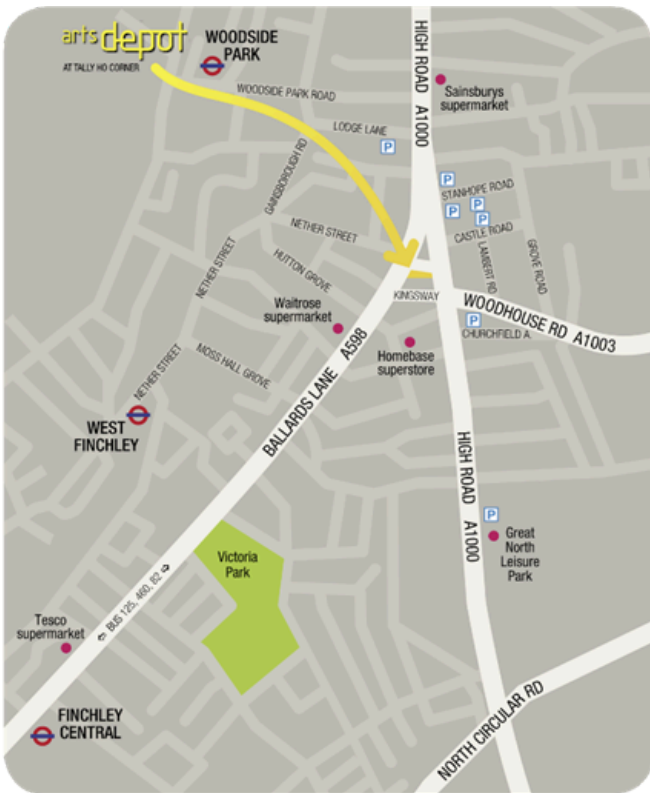 artsdepot
AT TALLY HO CORNER
WOODSIDE
PARK
HIGH ROAD A1000
Sainsburys
supermarket
WOODSIDE PARK ROAD
LODGE LANE
P
GAINSBOROUGH RD
P
STANHOPE ROAD
P
P
P
CASTLE ROAD
NETHER STREET
LAMBERT RD
GROVE ROAD
NETHER STREET
HUTTON GROVE
KINGSWAY
WOODHOUSE RD A1003
Waitrose
supermarket
P
CHURCHFIELD A.
Homebase
superstore
BALLARDS LANE A598
NETHER STREET
MOSS HALL GROVE
WEST
FINCHLEY
HIGH ROAD A1000
P
Great
North
Leisure
Park
Victoria
Park
BUS 125, 460, 82
Tesco
supermarket
FINCHLEY
CENTRAL
NORTH CIRCULAR RD